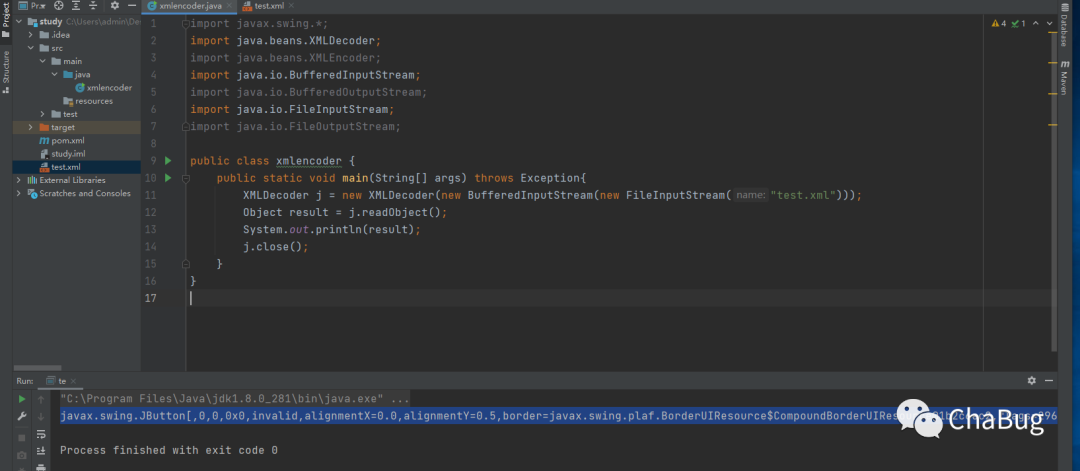 Project
Pr▾
xmlencoder.java
test.xml
study C:\Users\admin\De
.idea
src
main
java
xmlencoder
resources
test
target
pom.xml
study.iml
test.xml
External Libraries
Scratches and Consoles
Structure
1 import javax.swing.*;
2 import java.beans.XMLDecoder;
3 import java.beans.XMLEncoder;
4 import java.io.BufferedInputStream;
5 import java.io.BufferedOutputStream;
6 import java.io.FileInputStream;
7 import java.io.FileOutputStream;
8
9 public class xmlencoder {
10 public static void main(String[] args) throws Exception{
11 XMLDecoder j = new XMLDecoder(new BufferedInputStream(new FileInputStream( name: "test.xml")));
12 Object result = j.readObject();
13 System.out.println(result);
14 j.close();
15 }
16 }
17
4 1
Database
Maven
Run: te
"C:\Program Files\Java\jdk1.8.0_281\bin\java.exe" ...
javax.swing.JButton[,0,0,0x0,invalid,alignmentX=0.0,alignmentY=0.5,border=javax.swing.plaf.BorderUIResource$CompoundBorderUIRes
Process finished with exit code 0
ChaBug